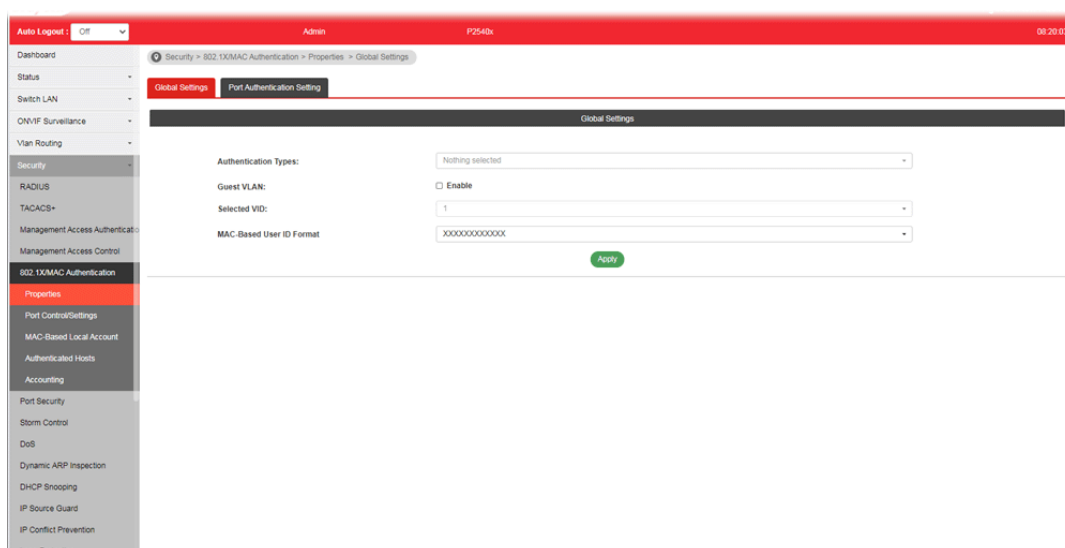 Auto Logout : Off Admin P2540x
Dashboard
Status
Switch LAN
ONVIF Surveillance
Vlan Routing
Security
RADIUS
TACACS+
Management Access
Management Access Control
802.1X/MAC Authentication
Properties
Port Control/Settings
MAC-Based Local Account
Authenticated Hosts
Accounting
Port Security
Storm Control
DoS
Dynamic ARP Inspection
DHCP Snooping
IP Source Guard
IP Conflict Prevention
Security > 802.1X/MAC Authentication > Properties > Global Settings
Global Settings Port Authentication Setting
Global Settings
Authentication Types: Nothing selected
Guest VLAN: Enable
Selected VID: 1
MAC-Based User ID Format XXXXXXXXXXXX
Apply